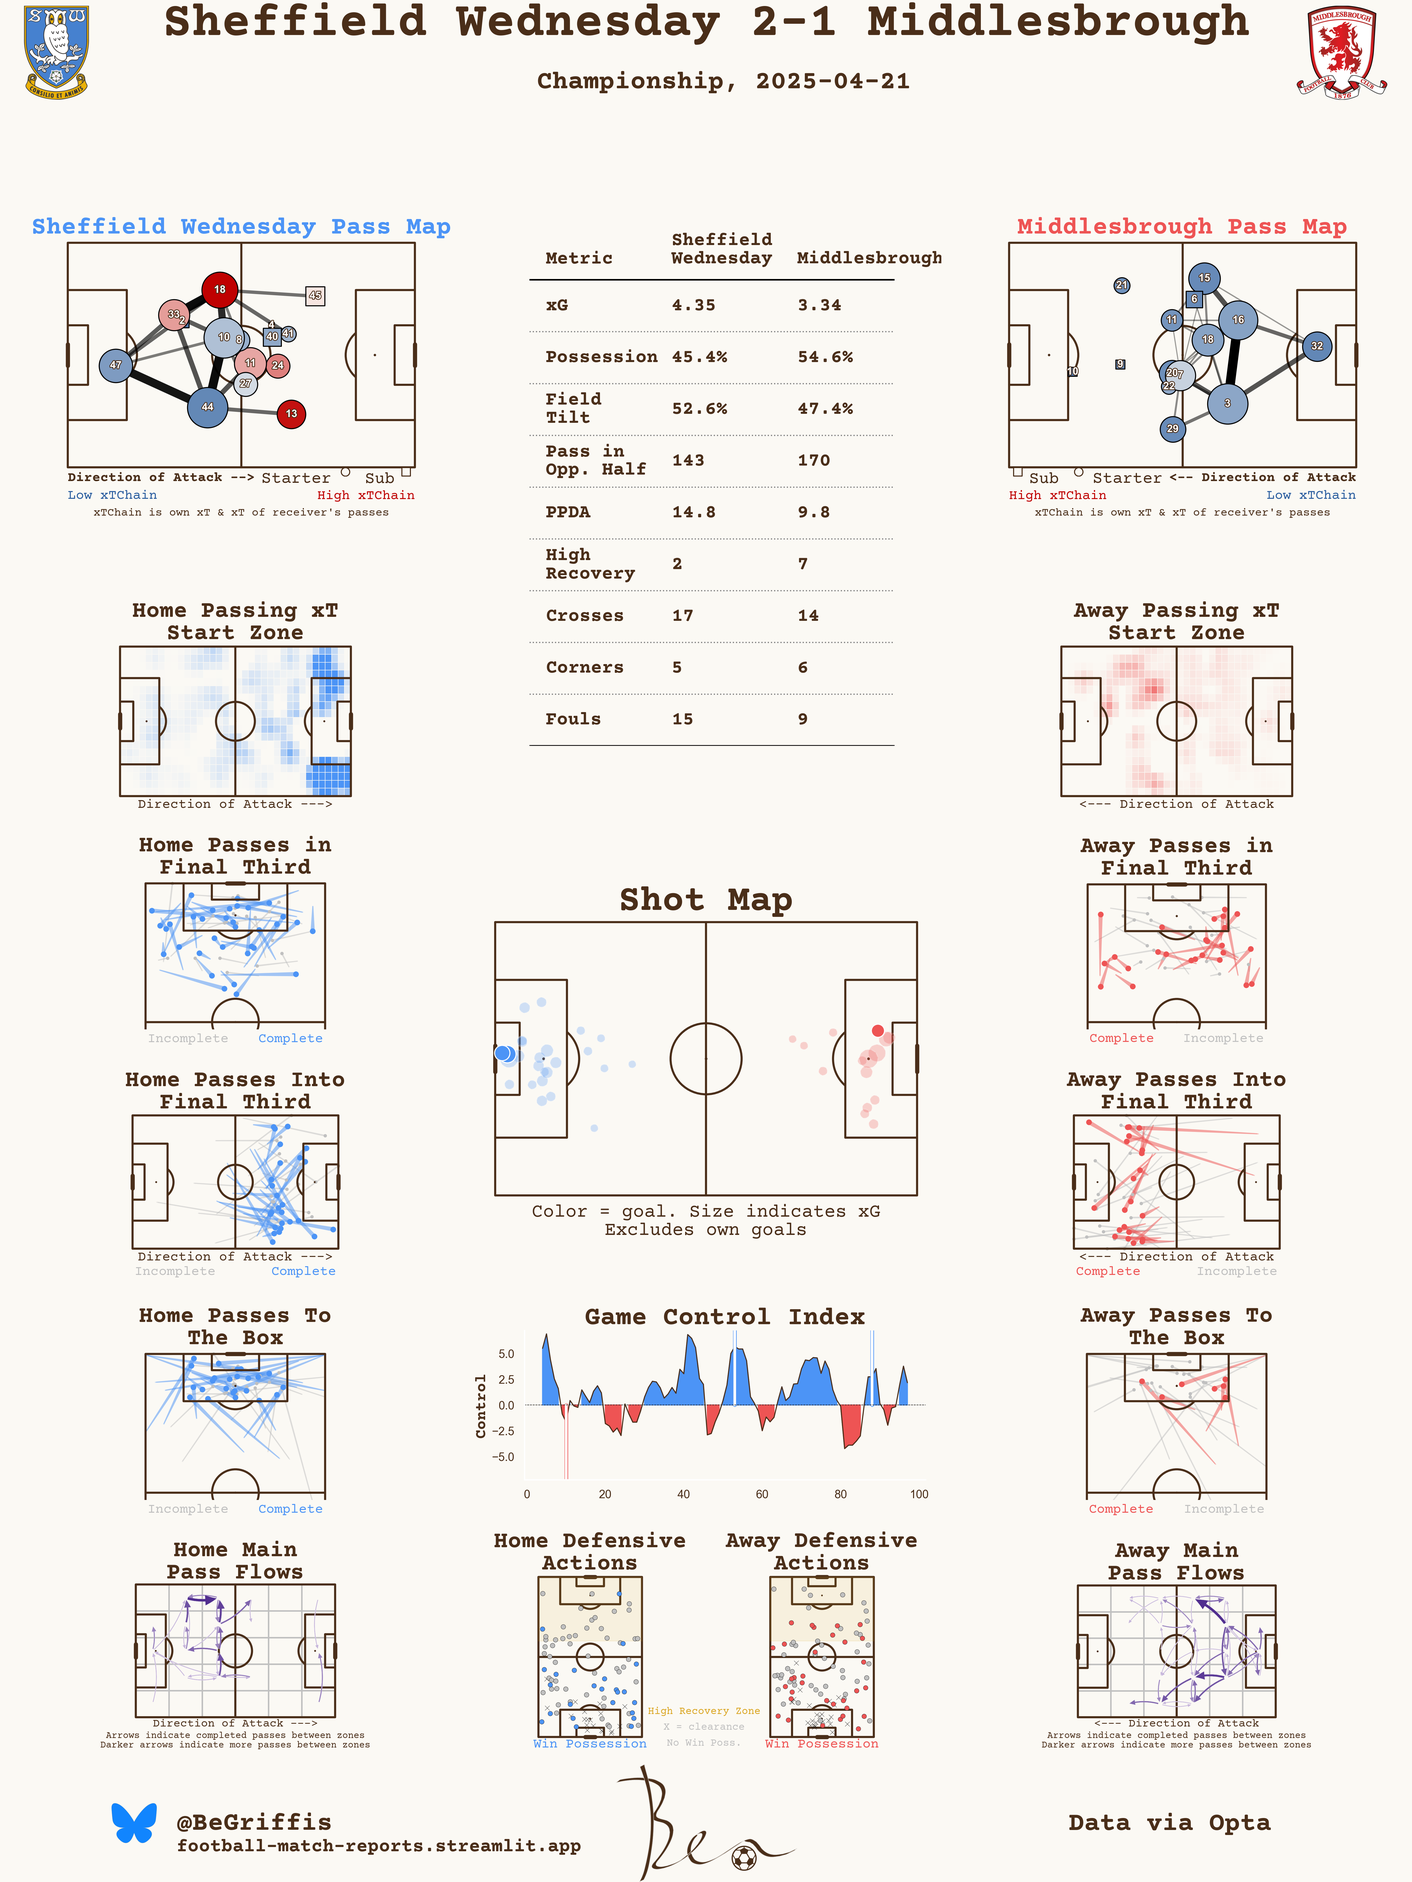 Sheffield Wednesday 2-1 Middlesbrough
Championship, 2025-04-21
S W
CONSILIO ET ANIMIS
MIDDLESBROUGH
FOOTBALL CLUB
1876
Sheffield Wednesday Pass Map
18
45
33
2
4
10
8
40
41
47
11
24
27
44
13
Direction of Attack --> Starter Sub
Low xTChain High xTChain
xTChain is own xT & xT of receiver's passes
Metric Sheffield Wednesday Middlesbrough
xG 4.35 3.34
Possession 45.4% 54.6%
Field Tilt 52.6% 47.4%
Pass in Opp. Half 143 170
PPDA 14.8 9.8
High Recovery 2 7
Crosses 17 14
Corners 5 6
Fouls 15 9
Middlesbrough Pass Map
15
21
6
11
16
18
32
9
10
20
7
22
3
29
Sub Starter <-- Direction of Attack
High xTChain Low xTChain
xTChain is own xT & xT of receiver's passes
Home Passing xT
Start Zone
Direction of Attack --->
Away Passing xT
Start Zone
<--- Direction of Attack
Home Passes in
Final Third
Incomplete Complete
Shot Map
Color = goal. Size indicates xG
Excludes own goals
Away Passes in
Final Third
Complete Incomplete
Home Passes Into
Final Third
Direction of Attack --->
Incomplete Complete
Away Passes Into
Final Third
<--- Direction of Attack
Complete Incomplete
Home Passes To
The Box
Incomplete Complete
Game Control Index
Control
5.0
2.5
0.0
−2.5
−5.0
0 20 40 60 80 100
Away Passes To
The Box
Complete Incomplete
Home Main
Pass Flows
Direction of Attack --->
Arrows indicate completed passes between zones
Darker arrows indicate more passes between zones
Home Defensive
Actions
Win Possession
High Recovery Zone
X = clearance
No Win Poss.
Away Defensive
Actions
Win Possession
Away Main
Pass Flows
<--- Direction of Attack
Arrows indicate completed passes between zones
Darker arrows indicate more passes between zones
@BeGriffis
football-match-reports.streamlit.app
Ben
Data via Opta